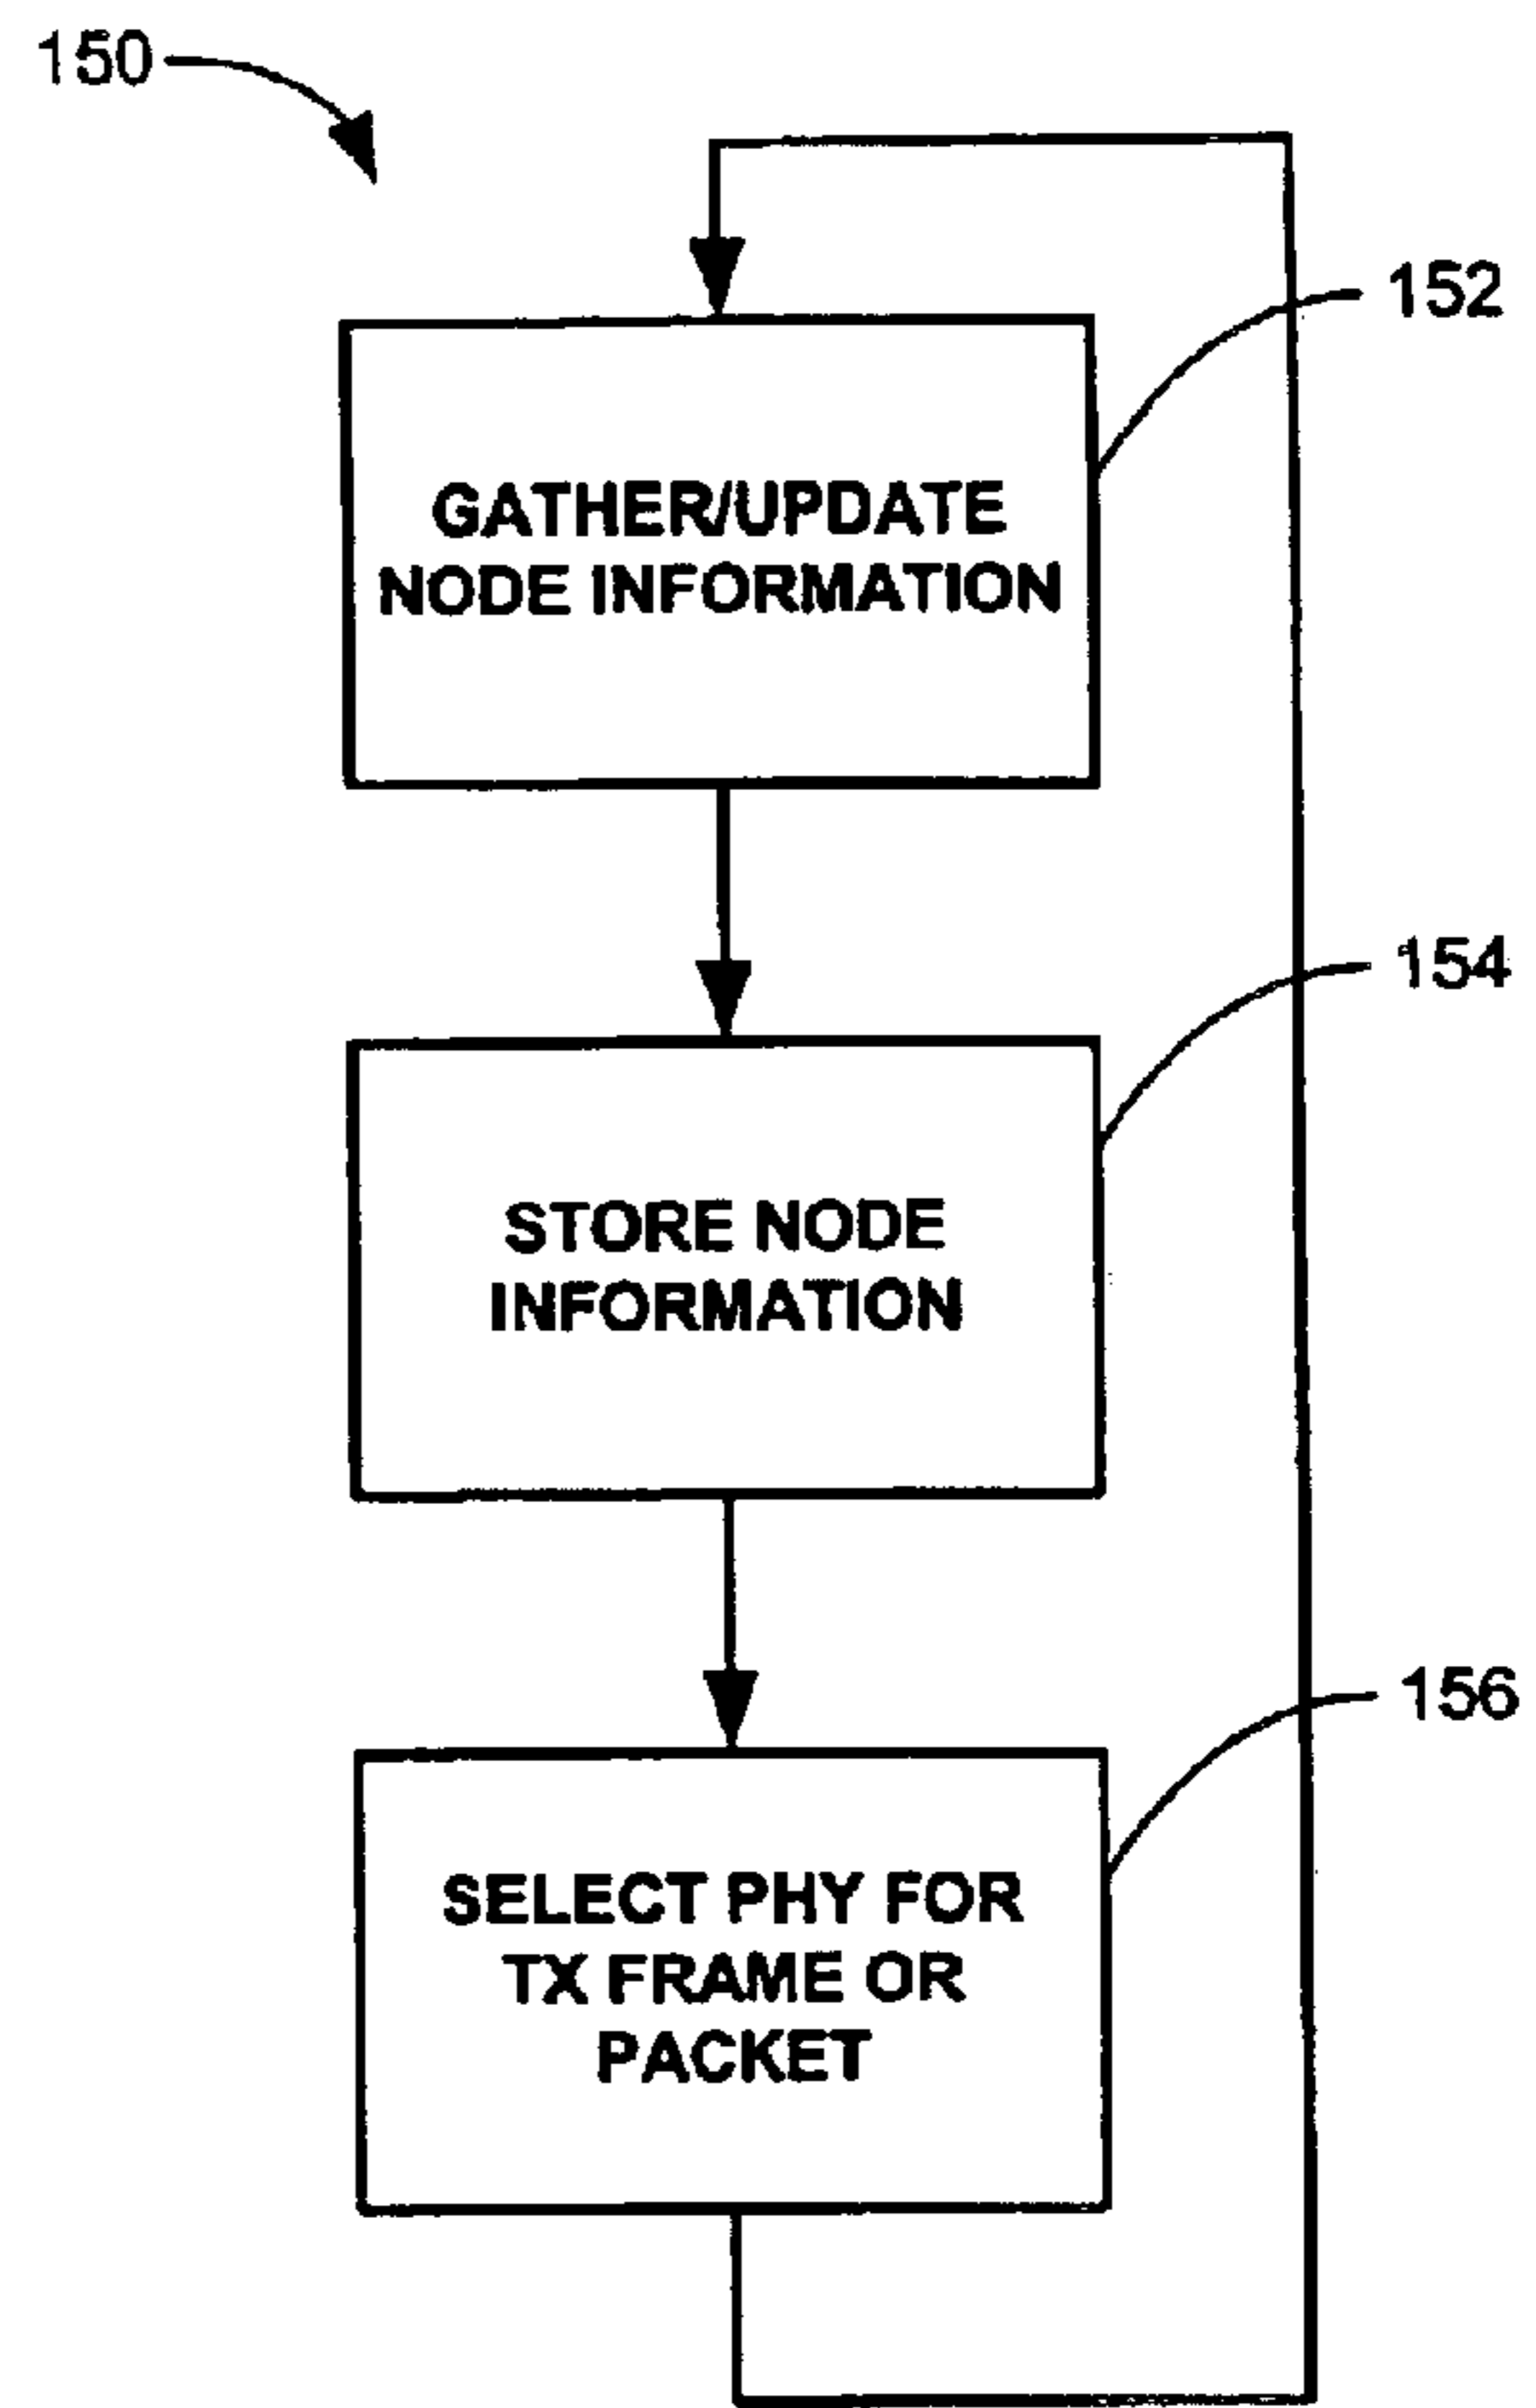 150
152
GATHER/UPDATE
NODE INFORMATION
154
STORE NODE
INFORMATION
156
SELECT PHY FOR
TX FRAME OR
PACKET